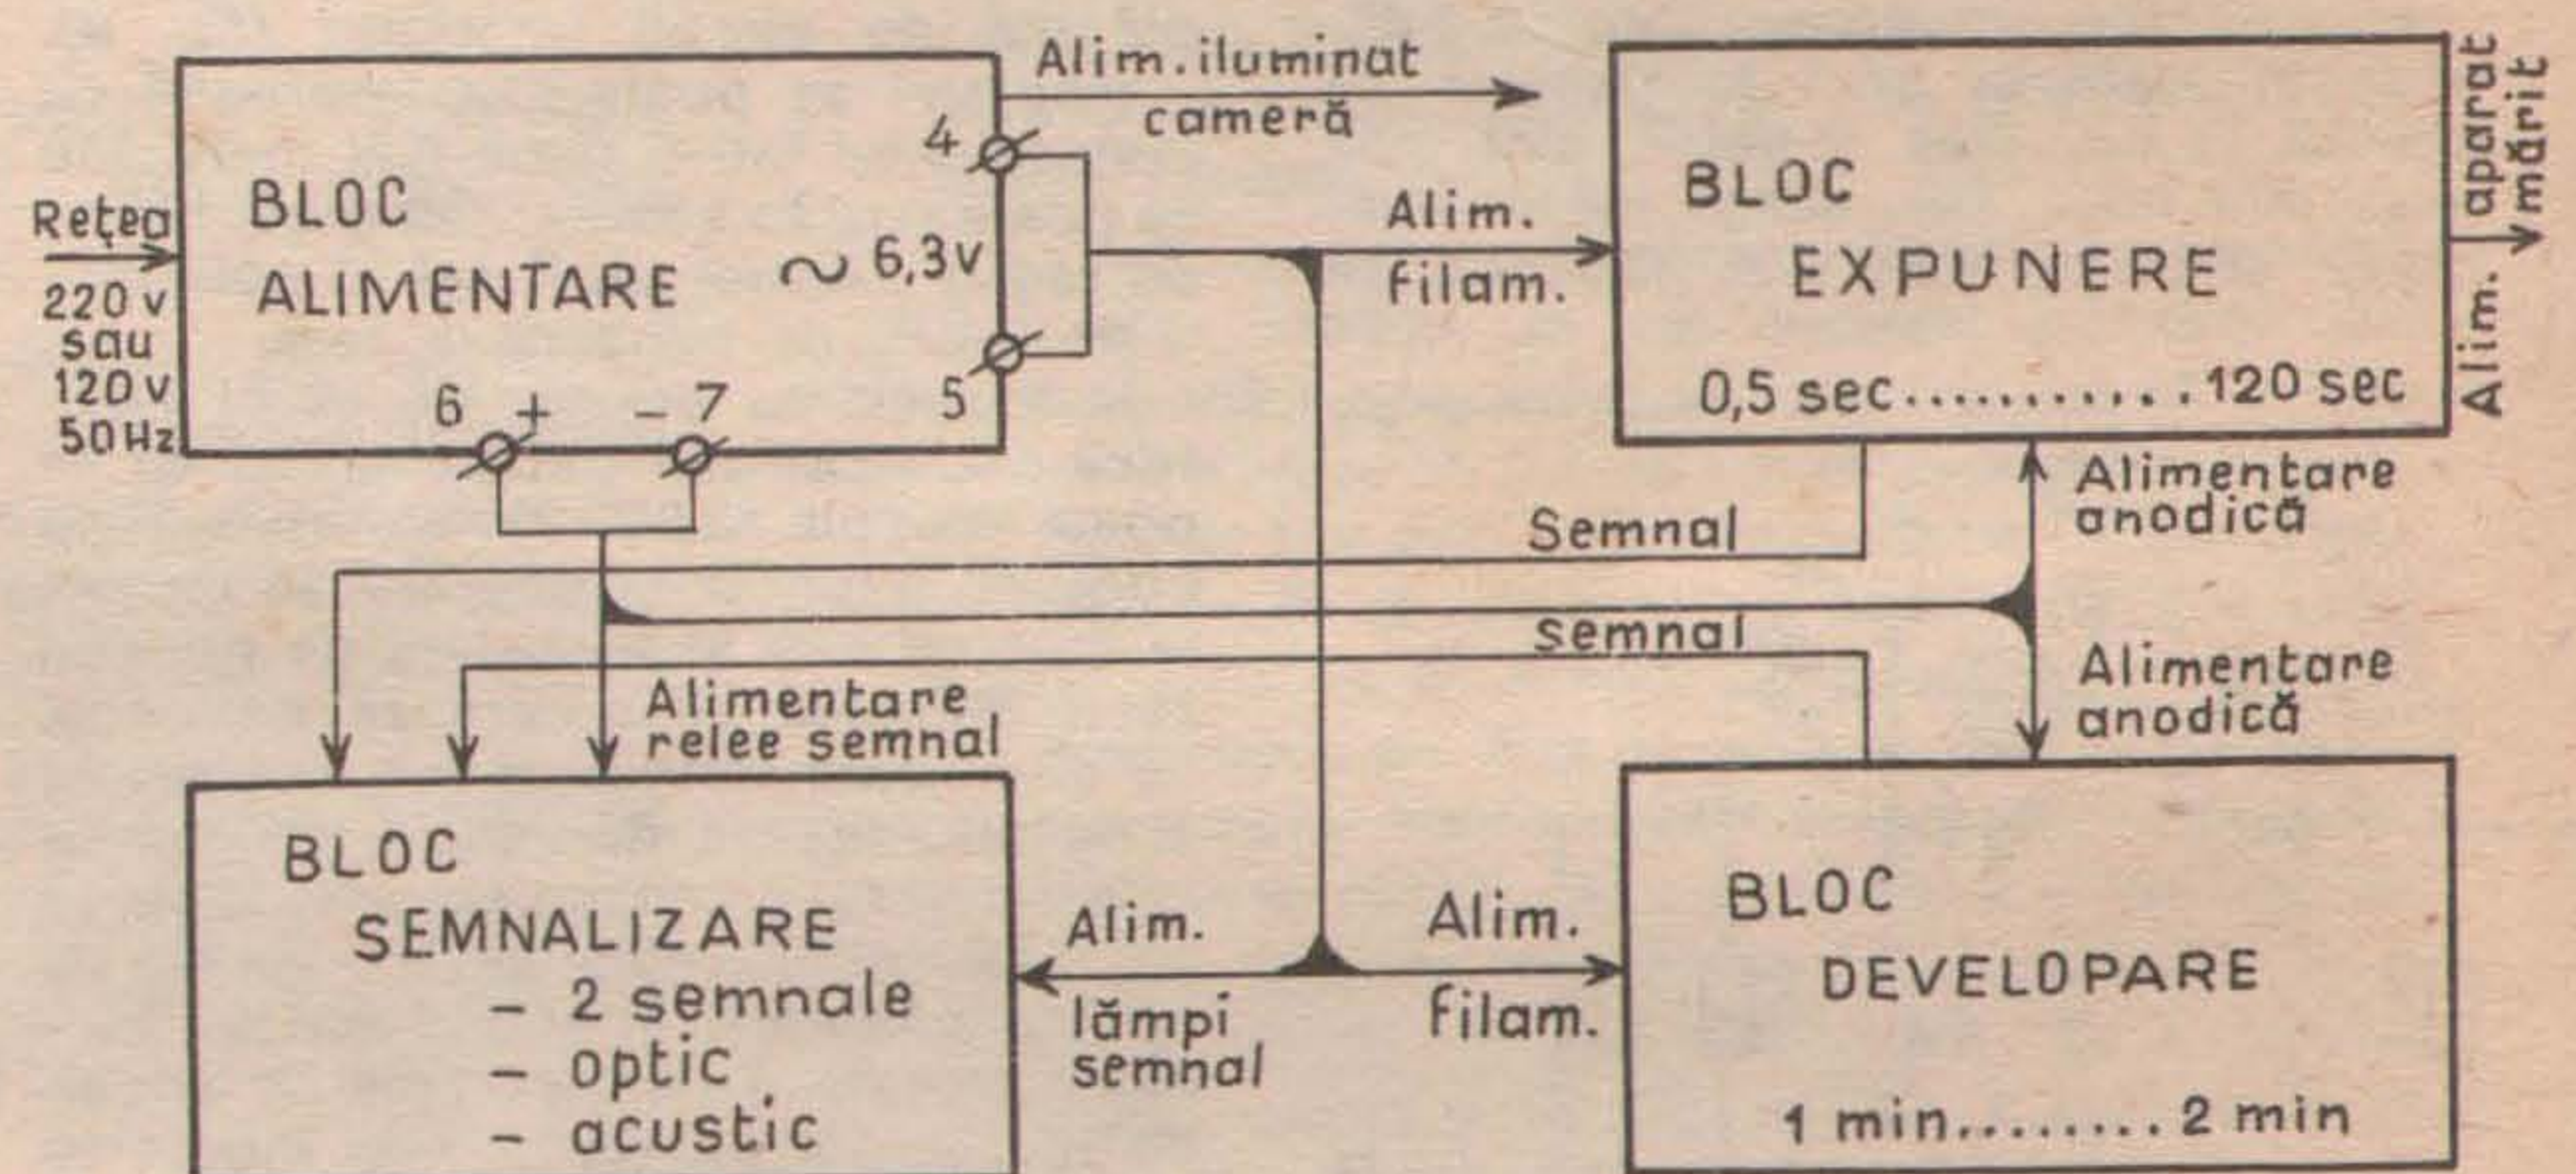 Alim. iluminat
cameră
4
BLOC
ALIMENTARE
~ 6,3v
5
6 + - 7
Rețea
220 v
sau
120 v
50Hz
Alim.
filam.
BLOC
EXPUNERE
0,5 sec............120 sec
Alim. aparat
mărit
Semnal
Alimentare
anodică
semnal
Alimentare
anodică
Alimentare
relee semnal
BLOC
SEMNALIZARE
- 2 semnale
- optic
- acustic
Alim.
lămpi
semnal
Alim.
filam.
BLOC
DEVELOPARE
1 min.........2 min